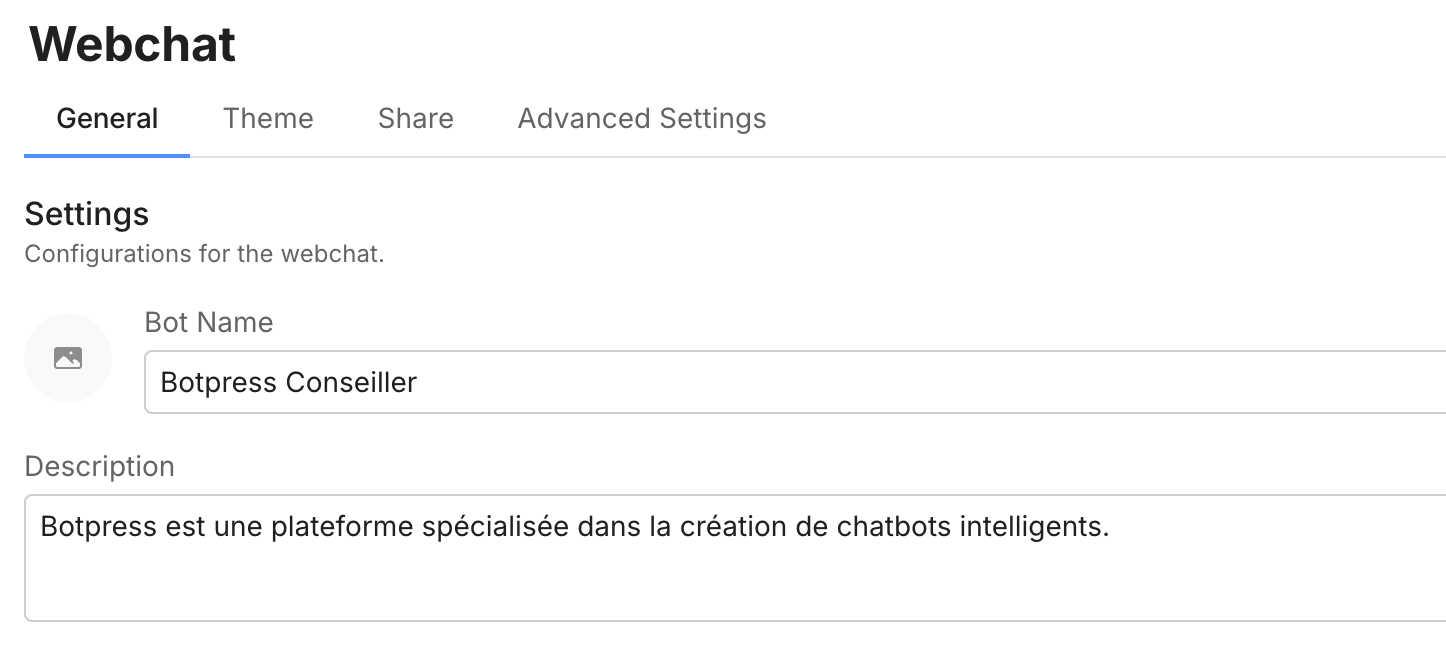 Webchat
General
Theme
Share
Advanced Settings
Settings
Configurations for the webchat.
Bot Name
Botpress Conseiller
Description
Botpress est une plateforme spécialisée dans la création de chatbots intelligents.